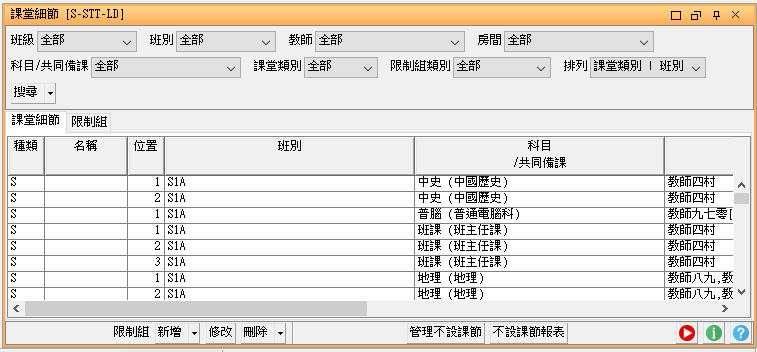 課堂細節 [S-STT-LD]
班級 全部 班別 全部 教師 全部 房間 全部
科目/共同備課 全部 課堂類別 全部 限制組類別 全部 排列 課堂類別 | 班別
搜尋
課堂細節 限制組
種類 名稱 位置 班別 科目
/共同備課
S 1 S1A 中史 (中國歷史) 教師四村
S 2 S1A 中史 (中國歷史) 教師四村
S 1 S1A 普腦 (普通電腦科) 教師九七零[
S 1 S1A 班課 (班主任課) 教師四村
S 2 S1A 班課 (班主任課) 教師四村
S 3 S1A 班課 (班主任課) 教師四村
S 1 S1A 地理 (地理) 教師八九,教
S 2 S1A 地理 (地理) 教師八九,教
限制組 新增 修改 刪除 管理不設課節 不設課節報表